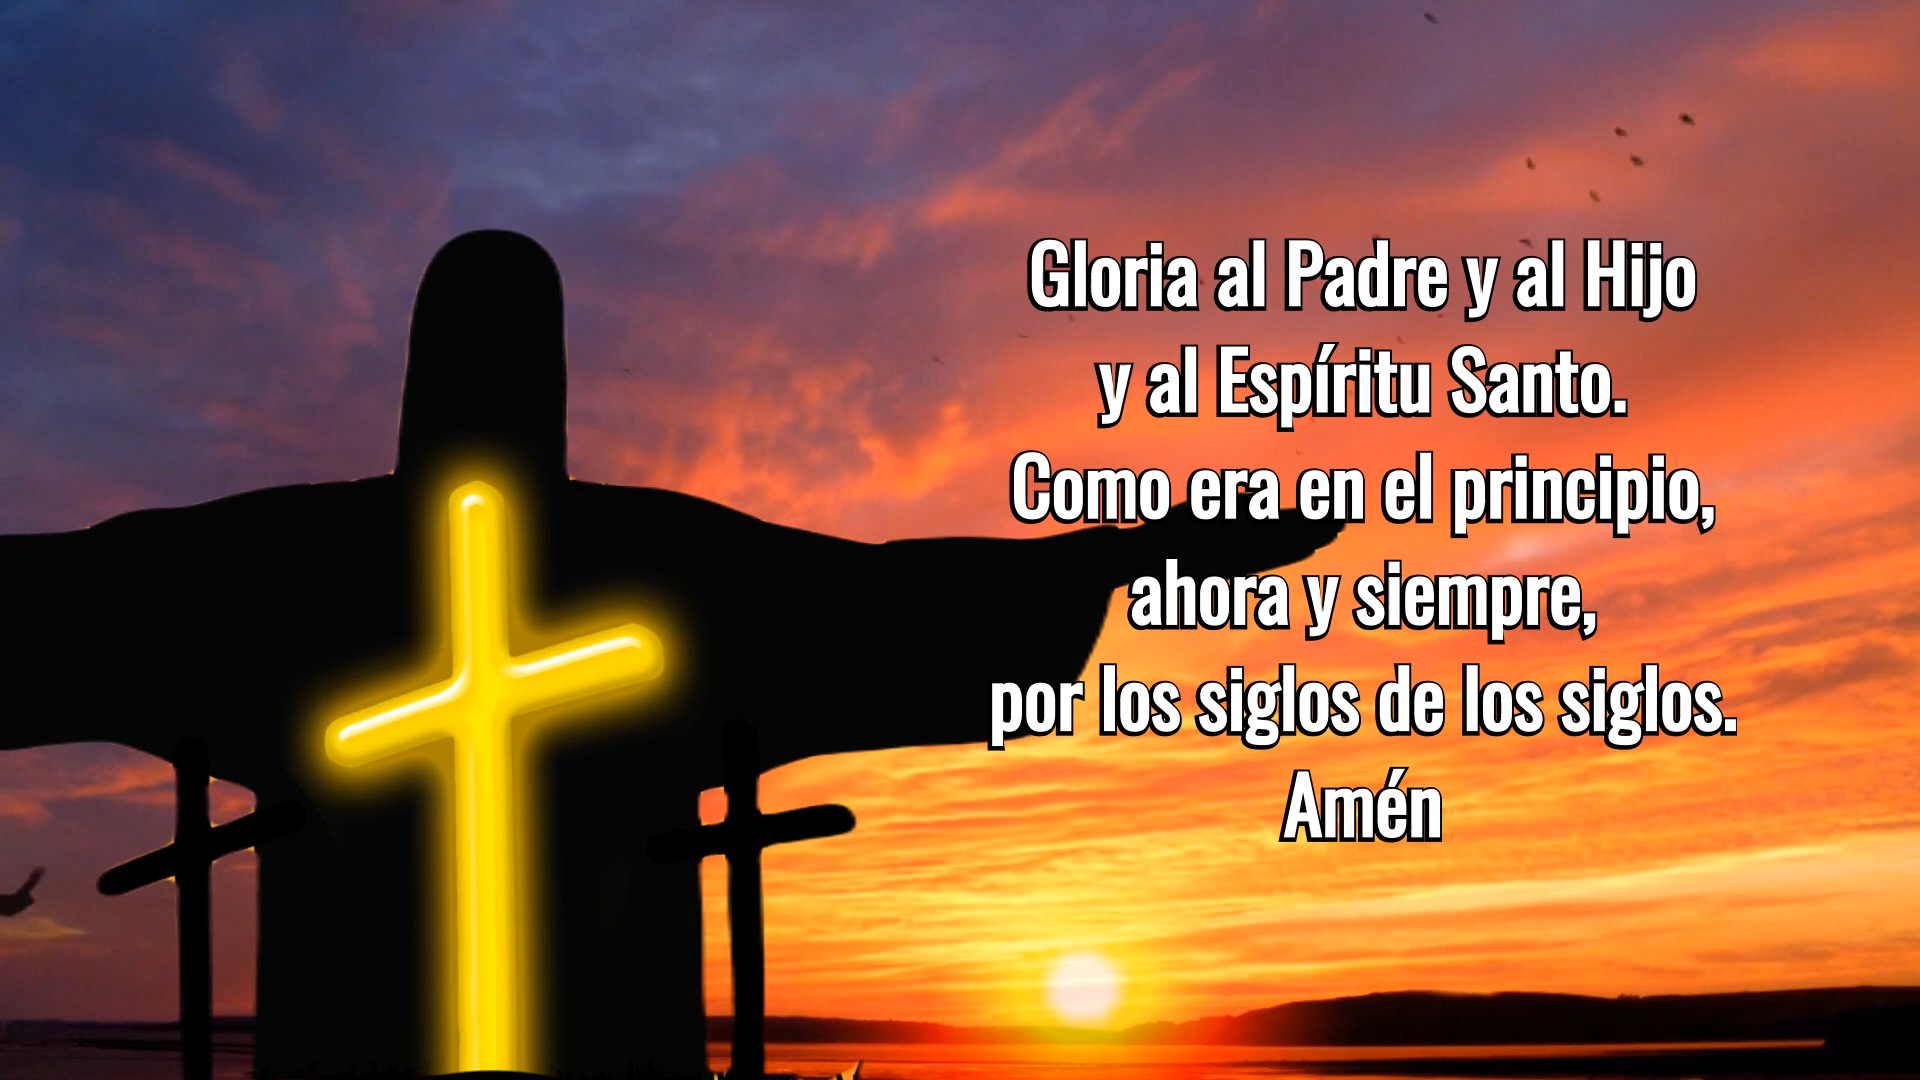 Gloria al Padre y al Hijo
y al Espíritu Santo.
Como era en el principio,
ahora y siempre,
por los siglos de los siglos.
Amén